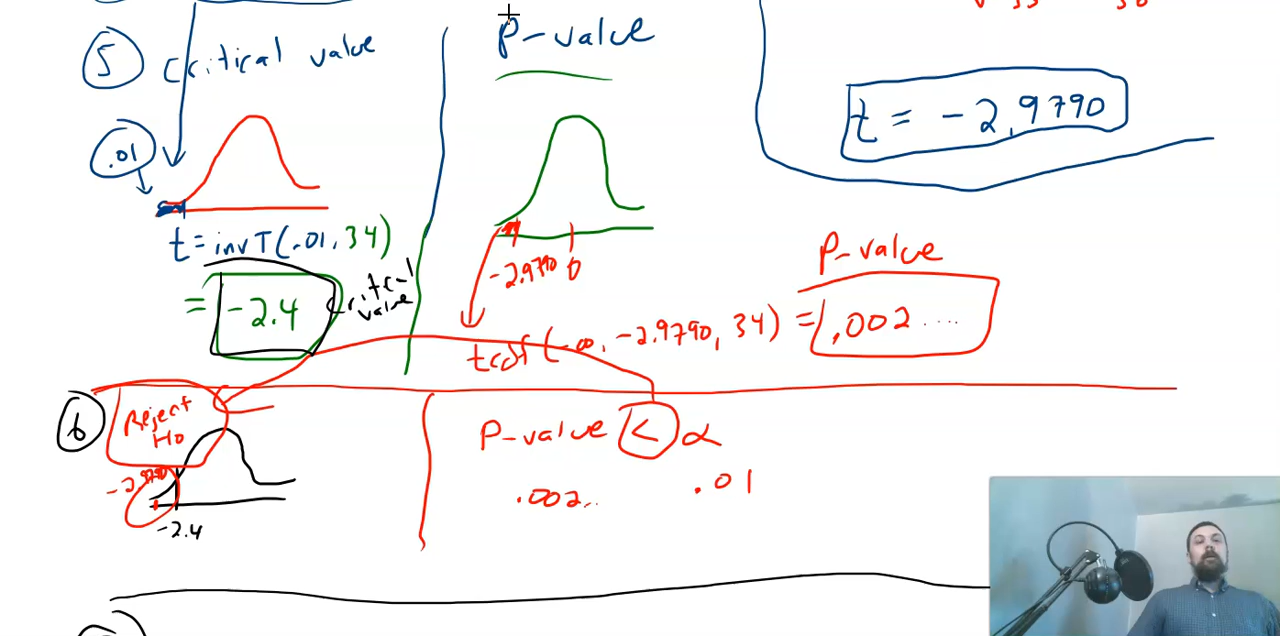 ⑤ critical value
.01
t = invT(.01, 34)
= -2.4
critcal
value
P-value
-2.9790 0
tcdf(-∞, -2.9790, 34) = .002....
P-value
t = -2.9790
⑥ Reject
Ho
-2.9790
-2.4
P-value < α
.002.. .01